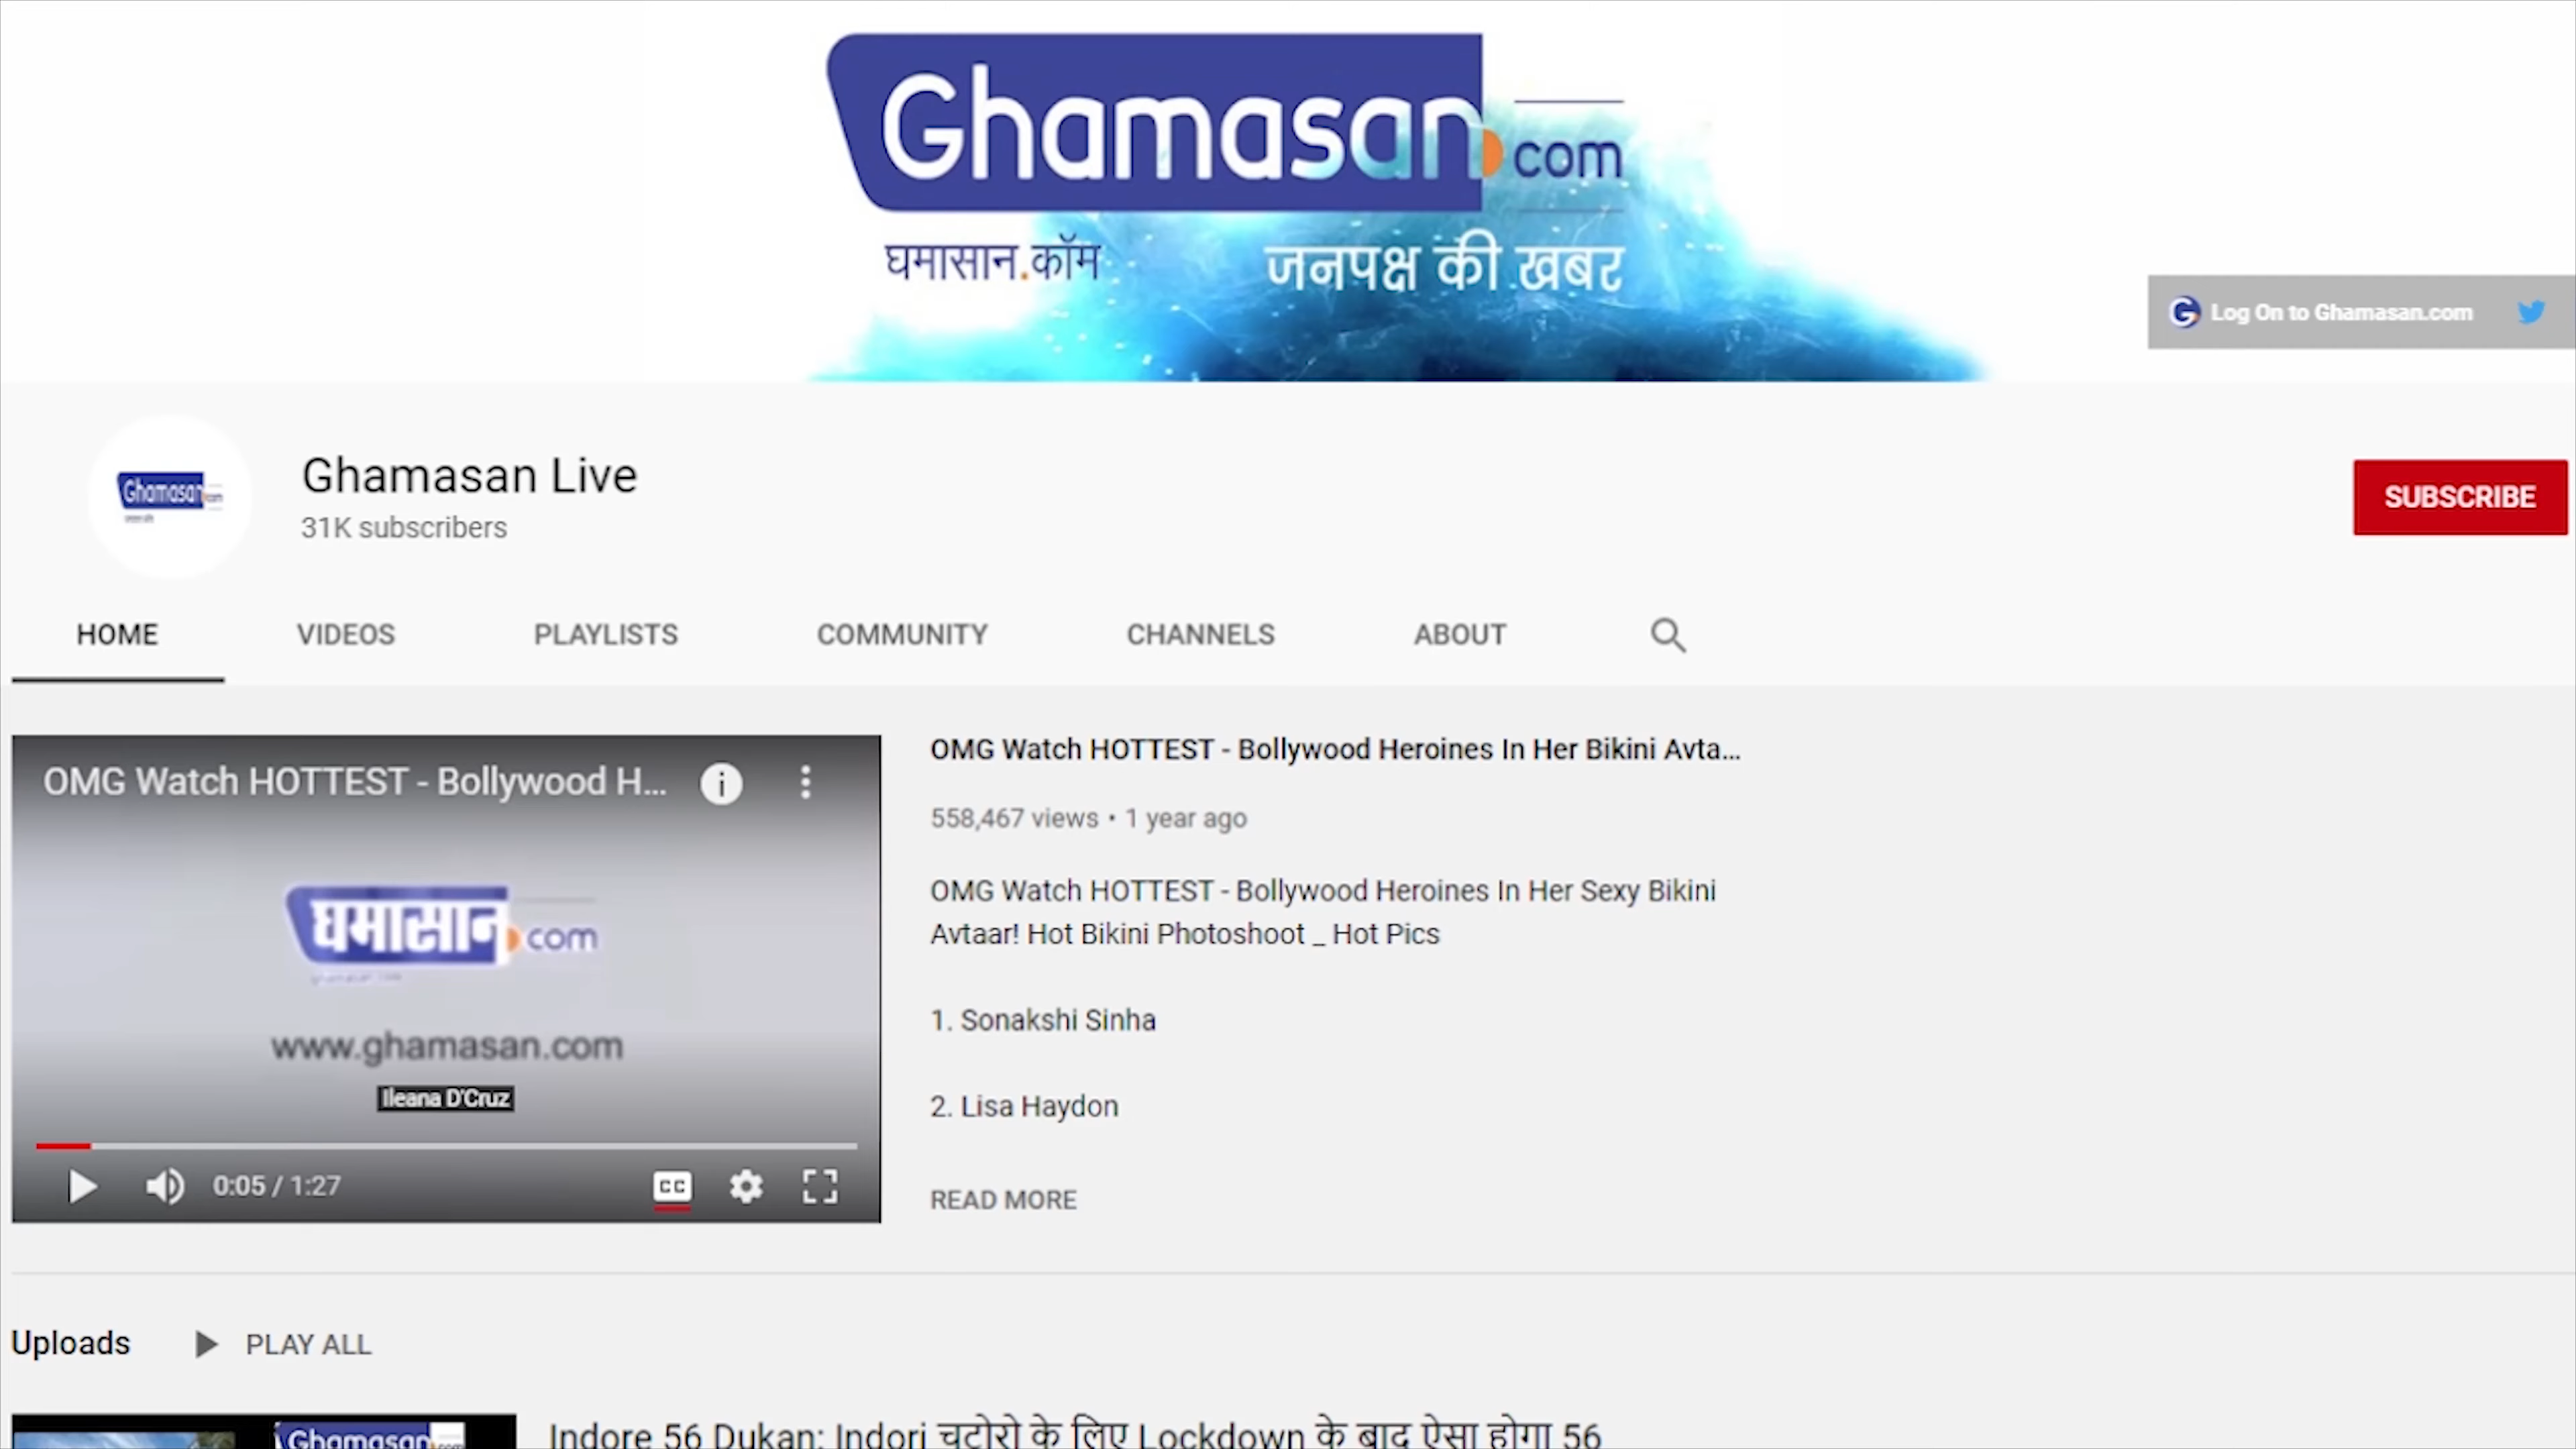 Ghamasan.com
घमासान.कॉम
जनपक्ष की खबर
Log On to Ghamasan.com
Ghamasan
Ghamasan Live
31K subscribers
SUBSCRIBE
HOME VIDEOS PLAYLISTS COMMUNITY CHANNELS ABOUT
OMG Watch HOTTEST - Bollywood H...
घमासान.com
www.ghamasan.com
Ileana D'Cruz
0:05 / 1:27
CC
OMG Watch HOTTEST - Bollywood Heroines In Her Bikini Avta...
558,467 views • 1 year ago
OMG Watch HOTTEST - Bollywood Heroines In Her Sexy Bikini
Avtaar! Hot Bikini Photoshoot _ Hot Pics
1. Sonakshi Sinha
2. Lisa Haydon
READ MORE
Uploads PLAY ALL
Ghamasan.com
Indore 56 Dukan: Indori चटोरो के लिए Lockdown के बाद ऐसा होगा 56